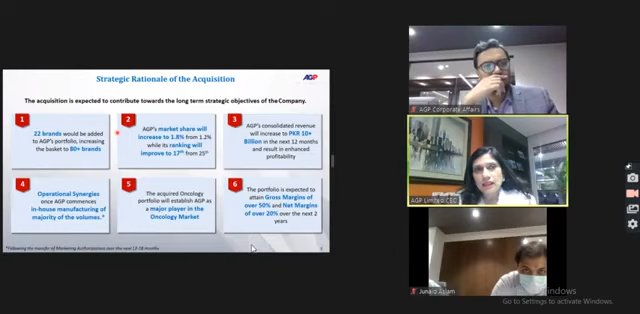 Strategic Rationale of the Acquisition
AGP
The acquisition is expected to contribute towards the long term strategic objectives of the Company.
1
22 brands would be added
to AGP's portfolio, increasing
the basket to 80+ brands
2
AGP's market share will
increase to 1.8% from 1.2%
while its ranking will
improve to 17th from 25th
3
AGP's consolidated revenue
will increase to PKR 10+
Billion in the next 12 months
and result in enhanced
profitability
4
Operational Synergies
once AGP commences
in-house manufacturing of
majority of the volumes.*
5
The acquired Oncology
portfolio will establish AGP as
a major player in the
Oncology Market
6
The portfolio is expected to
attain Gross Margins of
over 50% and Net Margins
of over 20% over the next 2
years
*Following the transfer of Marketing Authorizations over the next 12-18 months
AGP Corporate Affairs
AGP Limited CEO
Junaid Aslam
Windows
Go to Settings to activate Windows.